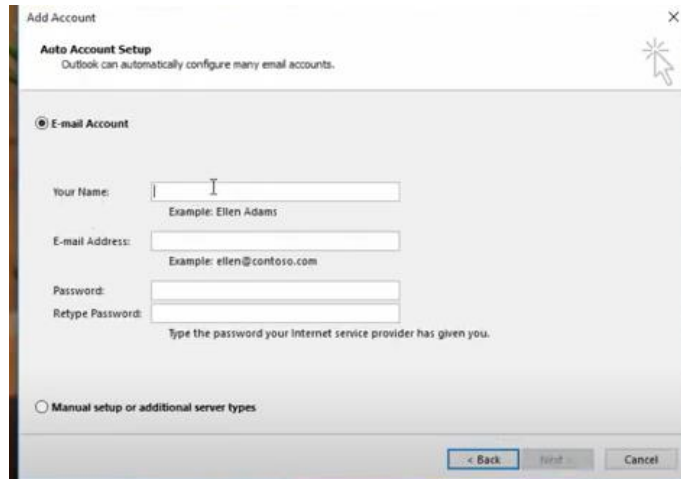 Add Account
Auto Account Setup
Outlook can automatically configure many email accounts.
E-mail Account
Your Name:
Example: Ellen Adams
E-mail Address:
Example: ellen@contoso.com
Password:
Retype Password:
Type the password your Internet service provider has given you.
Manual setup or additional server types
< Back Next > Cancel